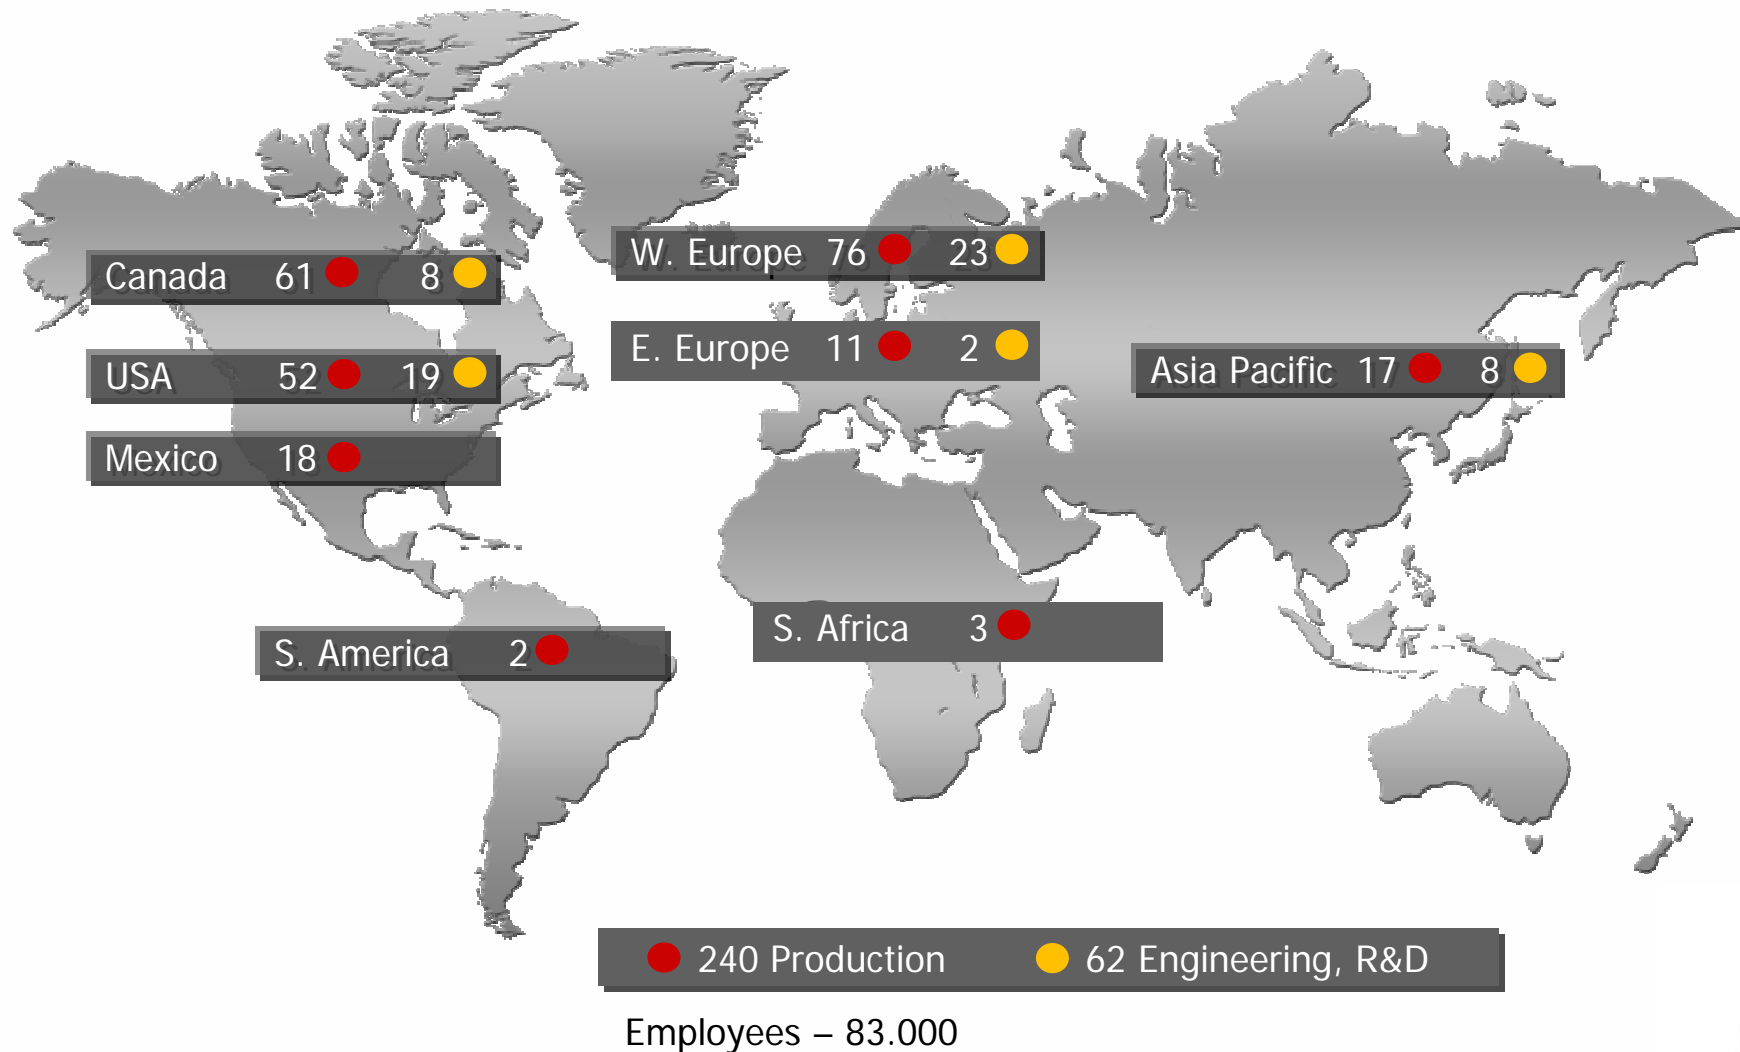 W. Europe 76 23
Canada 61 8
E. Europe 11 2
USA 52 19
Asia Pacific 17 8
Mexico 18
S. Africa 3
S. America 2
240 Production 62 Engineering, R&D
Employees – 83.000